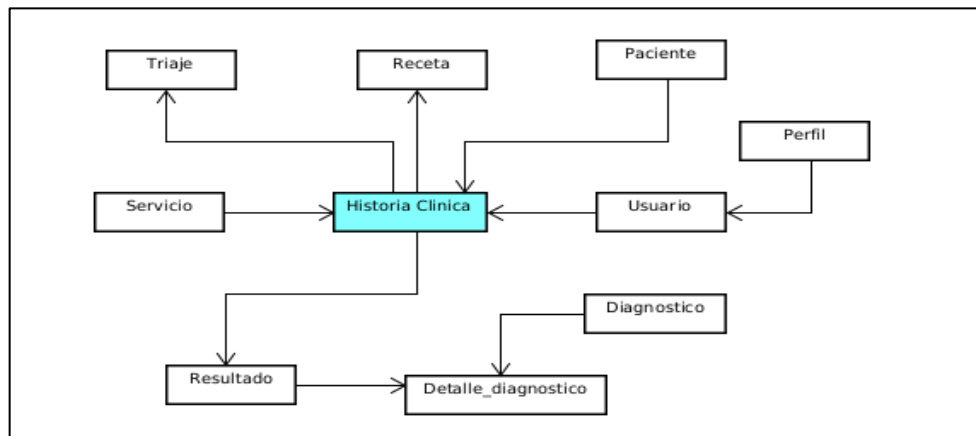 Triaje
Receta
Paciente
Perfil
Servicio
Historia Clinica
Usuario
Diagnostico
Resultado
Detalle_diagnostico